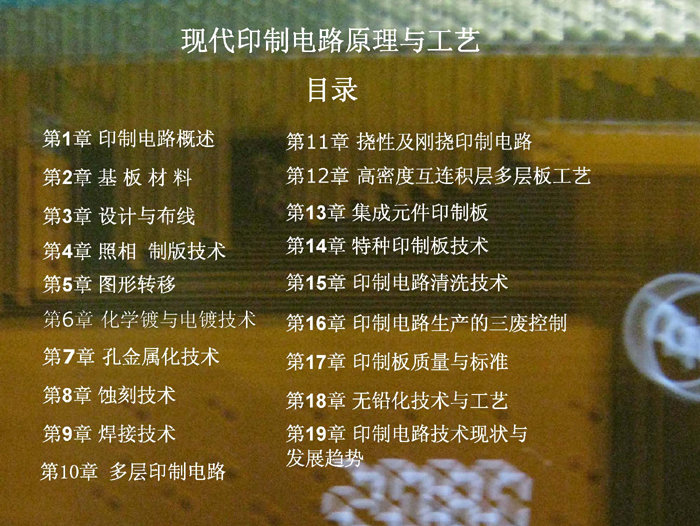 现代印制电路原理与工艺
目录
第1章 印制电路概述
第2章 基 板 材 料
第3章 设计与布线
第4章 照相 制版技术
第5章 图形转移
第6章 化学镀与电镀技术
第7章 孔金属化技术
第8章 蚀刻技术
第9章 焊接技术
第10章 多层印制电路
第11章 挠性及刚挠印制电路
第12章 高密度互连积层多层板工艺
第13章 集成元件印制板
第14章 特种印制板技术
第15章 印制电路清洗技术
第16章 印制电路生产的三废控制
第17章 印制板质量与标准
第18章 无铅化技术与工艺
第19章 印制电路技术现状与
发展趋势